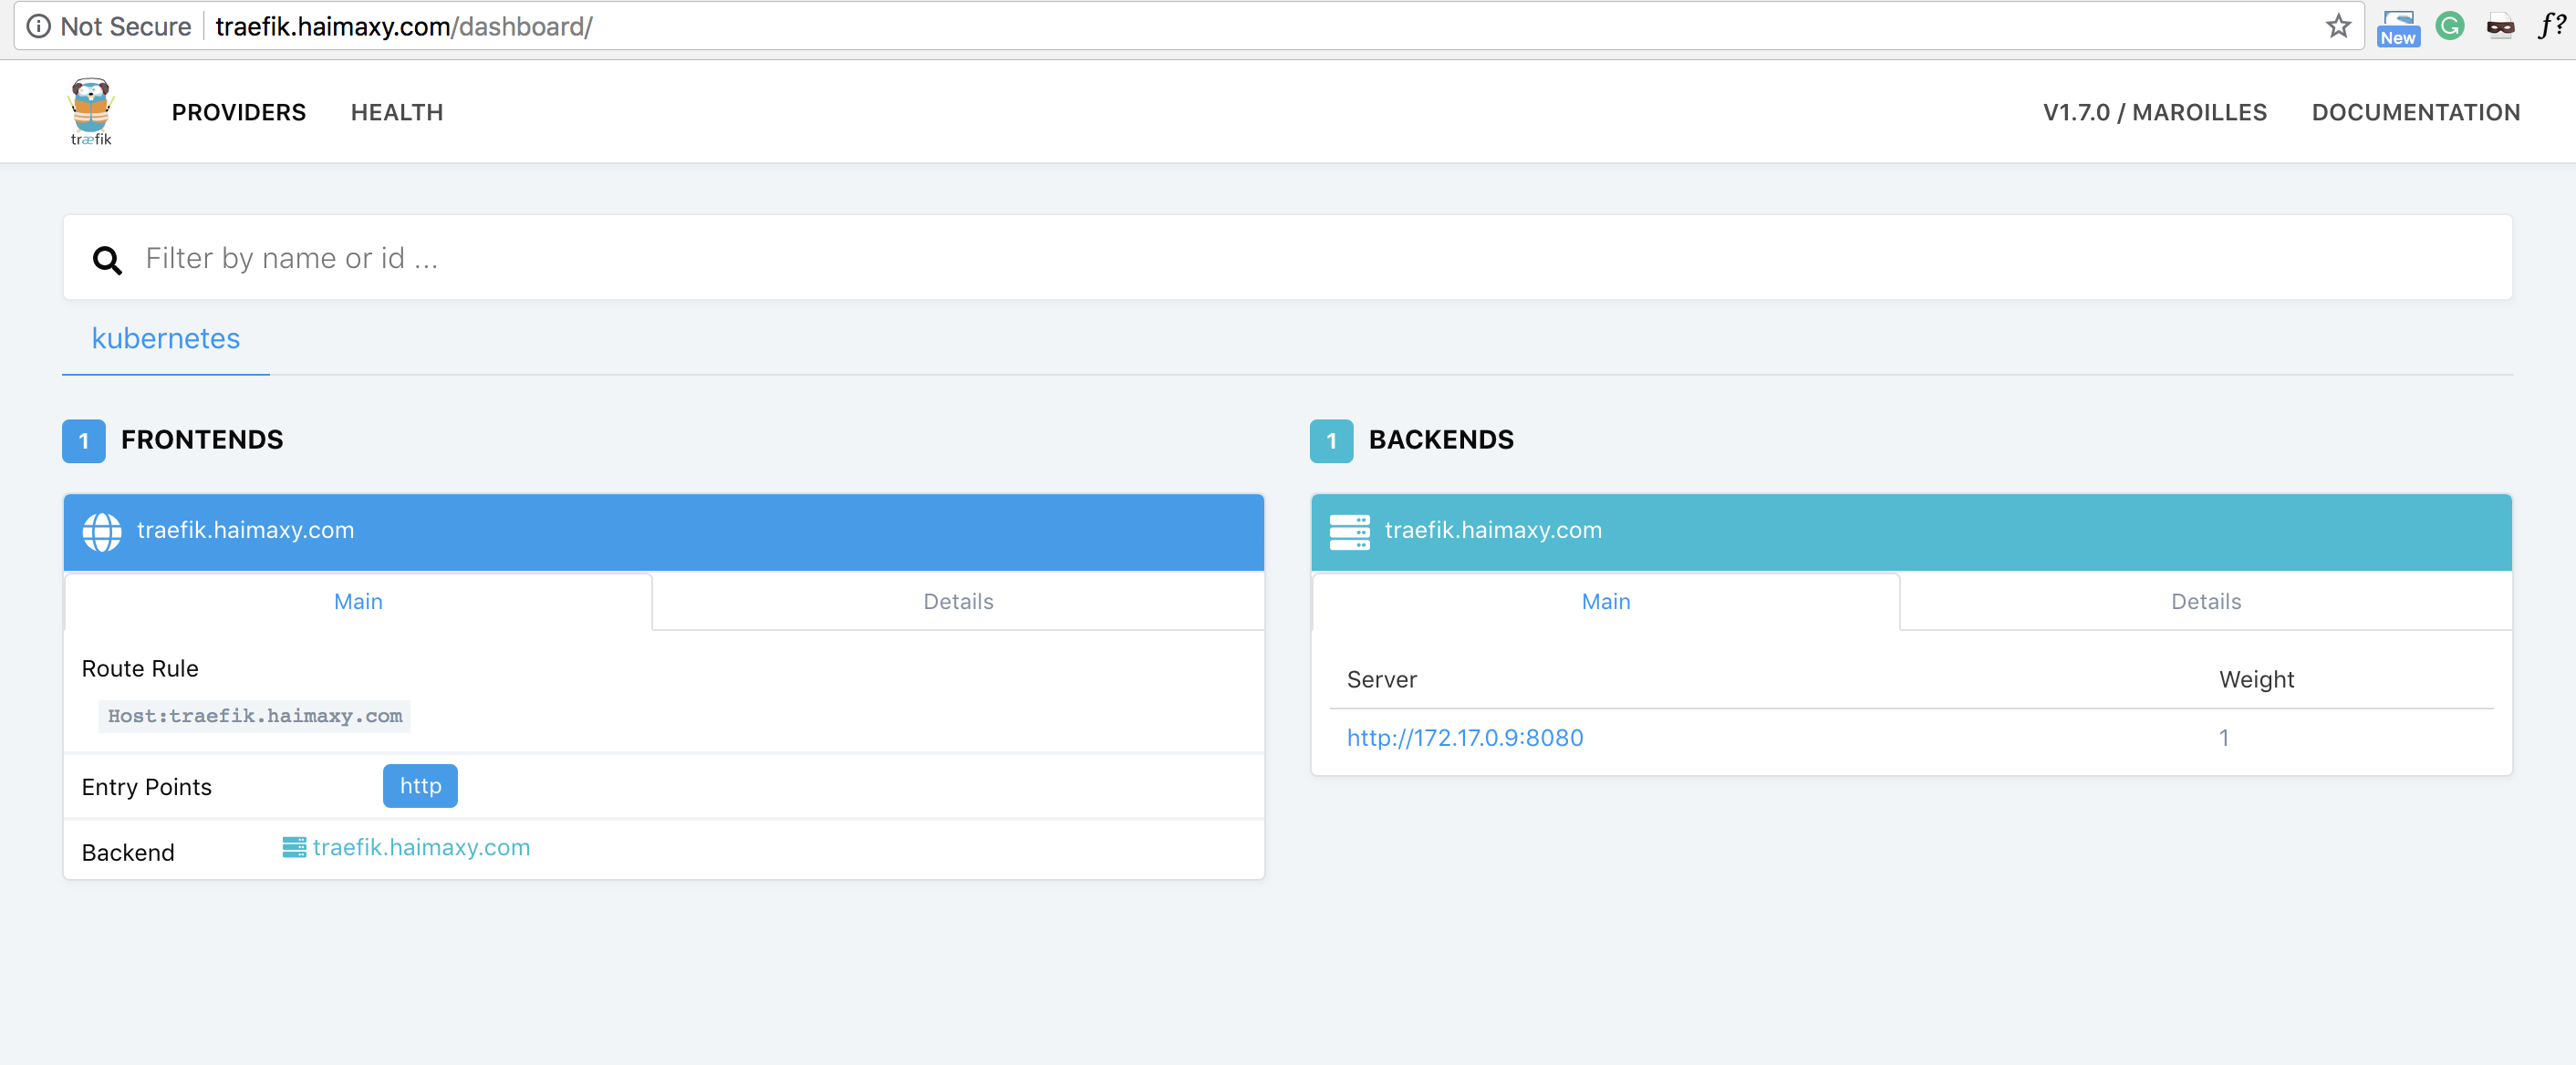 Not Secure traefik.haimaxy.com/dashboard/
New
G
f?
træfik
PROVIDERS HEALTH V1.7.0 / MAROILLES DOCUMENTATION
Filter by name or id ...
kubernetes
1 FRONTENDS
traefik.haimaxy.com
Main Details
Route Rule
Host:traefik.haimaxy.com
Entry Points http
Backend traefik.haimaxy.com
1 BACKENDS
traefik.haimaxy.com
Main Details
Server Weight
http://172.17.0.9:8080 1